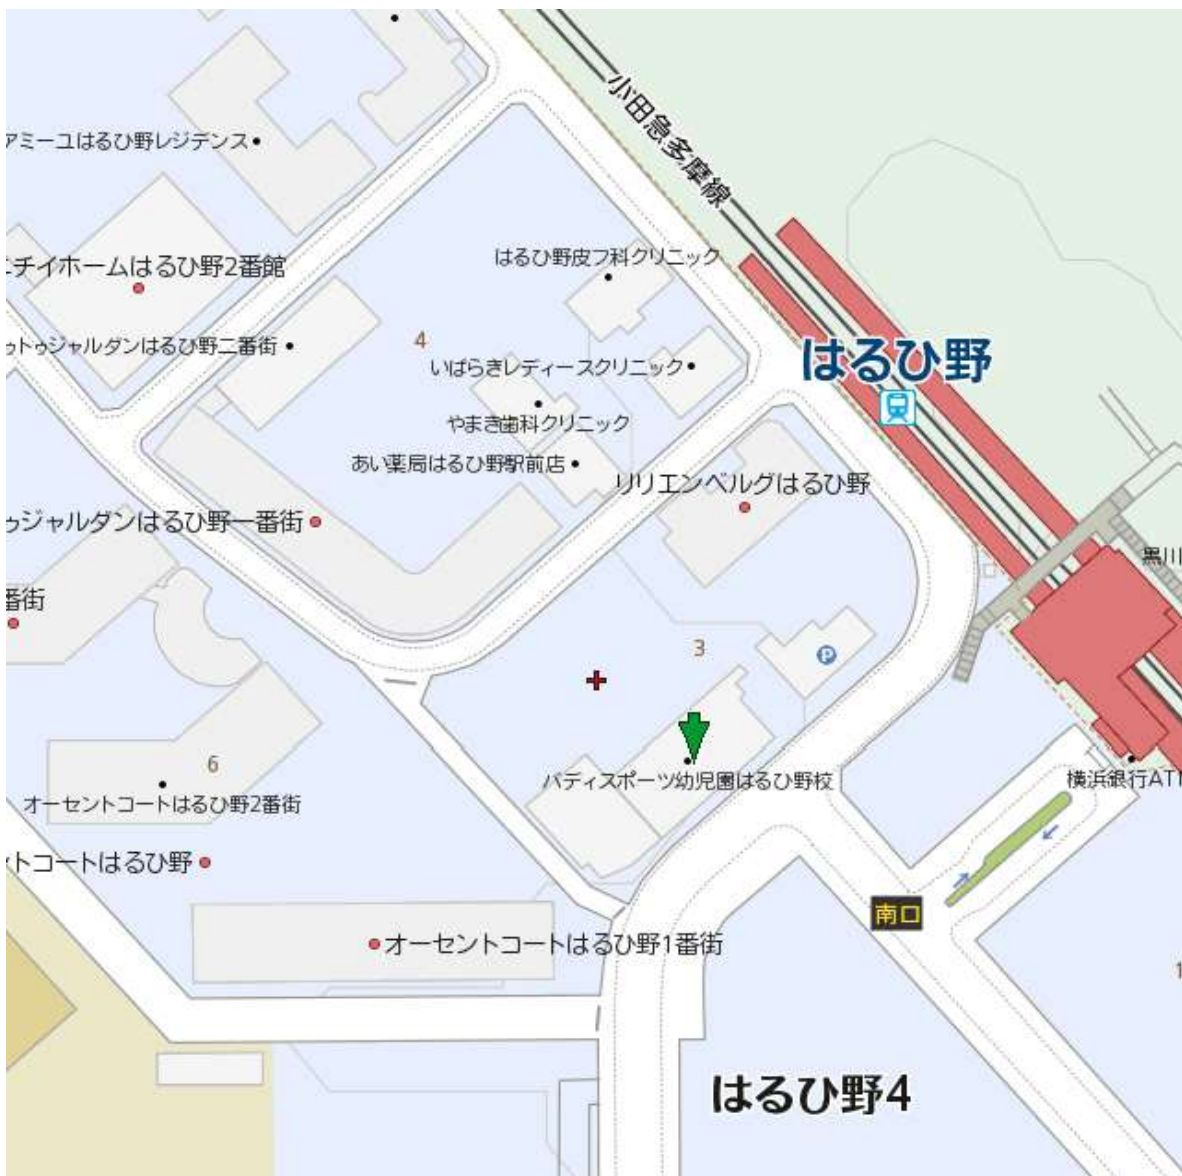 小田急多摩線
アミーユはるひ野レジデンス
はるひ野皮フ科クリニック
チイホームはるひ野2番館
4
トゥジャルダンはるひ野二番街
いばらきレディースクリニック
はるひ野
やまき歯科クリニック
あい薬局はるひ野駅前店
リリエンベルグはるひ野
ゥジャルダンはるひ野一番街
黒川
番街
3
P
6
バディスポーツ幼児園はるひ野校
横浜銀行ATM
オーセントコートはるひ野2番街
ントコートはるひ野
南口
オーセントコートはるひ野1番街
1
はるひ野4